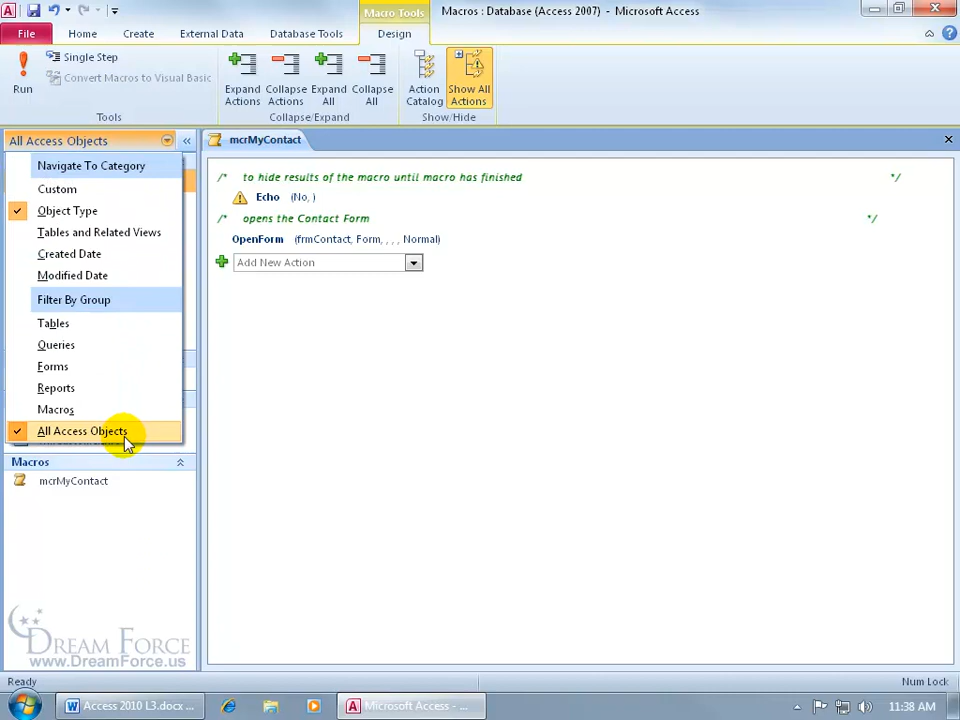 Macro Tools
Macros : Database (Access 2007) - Microsoft Access
File
Home
Create
External Data
Database Tools
Design
Run
Single Step
Convert Macros to Visual Basic
Tools
Expand Actions
Collapse Actions
Expand All
Collapse All
Collapse/Expand
Action Catalog
Show All Actions
Show/Hide
All Access Objects
Navigate To Category
Custom
Object Type
Tables and Related Views
Created Date
Modified Date
Filter By Group
Tables
Queries
Forms
Reports
Macros
All Access Objects
Macros
mcrMyContact
mcrMyContact
/* to hide results of the macro until macro has finished */
Echo (No, )
/* opens the Contact Form */
OpenForm (frmContact, Form, , , , Normal)
Add New Action
DREAM FORCE
www.DreamForce.us
Ready
Num Lock
Access 2010 L3.docx ...
Microsoft Access - ...
11:38 AM